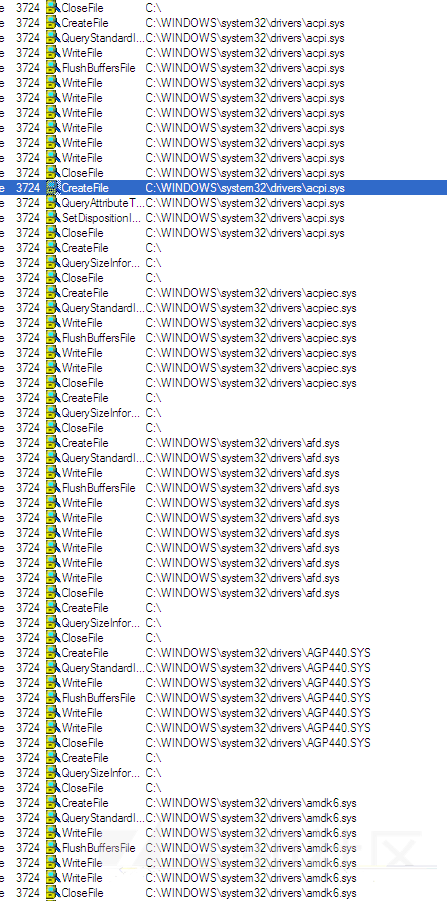 e 3724 CloseFile C:\
e 3724 CreateFile C:\WINDOWS\system32\drivers\acpi.sys
e 3724 QueryStandardI... C:\WINDOWS\system32\drivers\acpi.sys
e 3724 WriteFile C:\WINDOWS\system32\drivers\acpi.sys
e 3724 FlushBuffersFile C:\WINDOWS\system32\drivers\acpi.sys
e 3724 WriteFile C:\WINDOWS\system32\drivers\acpi.sys
e 3724 WriteFile C:\WINDOWS\system32\drivers\acpi.sys
e 3724 WriteFile C:\WINDOWS\system32\drivers\acpi.sys
e 3724 WriteFile C:\WINDOWS\system32\drivers\acpi.sys
e 3724 WriteFile C:\WINDOWS\system32\drivers\acpi.sys
e 3724 WriteFile C:\WINDOWS\system32\drivers\acpi.sys
e 3724 CloseFile C:\WINDOWS\system32\drivers\acpi.sys
e 3724 CreateFile C:\WINDOWS\system32\drivers\acpi.sys
e 3724 QueryAttributeT... C:\WINDOWS\system32\drivers\acpi.sys
e 3724 SetDispositionI... C:\WINDOWS\system32\drivers\acpi.sys
e 3724 CloseFile C:\WINDOWS\system32\drivers\acpi.sys
e 3724 CreateFile C:\
e 3724 QuerySizeInfor... C:\
e 3724 CloseFile C:\
e 3724 CreateFile C:\WINDOWS\system32\drivers\acpiec.sys
e 3724 QueryStandardI... C:\WINDOWS\system32\drivers\acpiec.sys
e 3724 WriteFile C:\WINDOWS\system32\drivers\acpiec.sys
e 3724 FlushBuffersFile C:\WINDOWS\system32\drivers\acpiec.sys
e 3724 WriteFile C:\WINDOWS\system32\drivers\acpiec.sys
e 3724 WriteFile C:\WINDOWS\system32\drivers\acpiec.sys
e 3724 CloseFile C:\WINDOWS\system32\drivers\acpiec.sys
e 3724 CreateFile C:\
e 3724 QuerySizeInfor... C:\
e 3724 CloseFile C:\
e 3724 CreateFile C:\WINDOWS\system32\drivers\afd.sys
e 3724 QueryStandardI... C:\WINDOWS\system32\drivers\afd.sys
e 3724 WriteFile C:\WINDOWS\system32\drivers\afd.sys
e 3724 FlushBuffersFile C:\WINDOWS\system32\drivers\afd.sys
e 3724 WriteFile C:\WINDOWS\system32\drivers\afd.sys
e 3724 WriteFile C:\WINDOWS\system32\drivers\afd.sys
e 3724 WriteFile C:\WINDOWS\system32\drivers\afd.sys
e 3724 WriteFile C:\WINDOWS\system32\drivers\afd.sys
e 3724 WriteFile C:\WINDOWS\system32\drivers\afd.sys
e 3724 CloseFile C:\WINDOWS\system32\drivers\afd.sys
e 3724 CreateFile C:\
e 3724 QuerySizeInfor... C:\
e 3724 CloseFile C:\
e 3724 CreateFile C:\WINDOWS\system32\drivers\AGP440.SYS
e 3724 QueryStandardI... C:\WINDOWS\system32\drivers\AGP440.SYS
e 3724 WriteFile C:\WINDOWS\system32\drivers\AGP440.SYS
e 3724 FlushBuffersFile C:\WINDOWS\system32\drivers\AGP440.SYS
e 3724 WriteFile C:\WINDOWS\system32\drivers\AGP440.SYS
e 3724 WriteFile C:\WINDOWS\system32\drivers\AGP440.SYS
e 3724 CloseFile C:\WINDOWS\system32\drivers\AGP440.SYS
e 3724 CreateFile C:\
e 3724 QuerySizeInfor... C:\
e 3724 CloseFile C:\
e 3724 CreateFile C:\WINDOWS\system32\drivers\amdk6.sys
e 3724 QueryStandardI... C:\WINDOWS\system32\drivers\amdk6.sys
e 3724 WriteFile C:\WINDOWS\system32\drivers\amdk6.sys
e 3724 FlushBuffersFile C:\WINDOWS\system32\drivers\amdk6.sys
e 3724 WriteFile C:\WINDOWS\system32\drivers\amdk6.sys
e 3724 WriteFile C:\WINDOWS\system32\drivers\amdk6.sys
e 3724 CloseFile C:\WINDOWS\system32\drivers\amdk6.sys